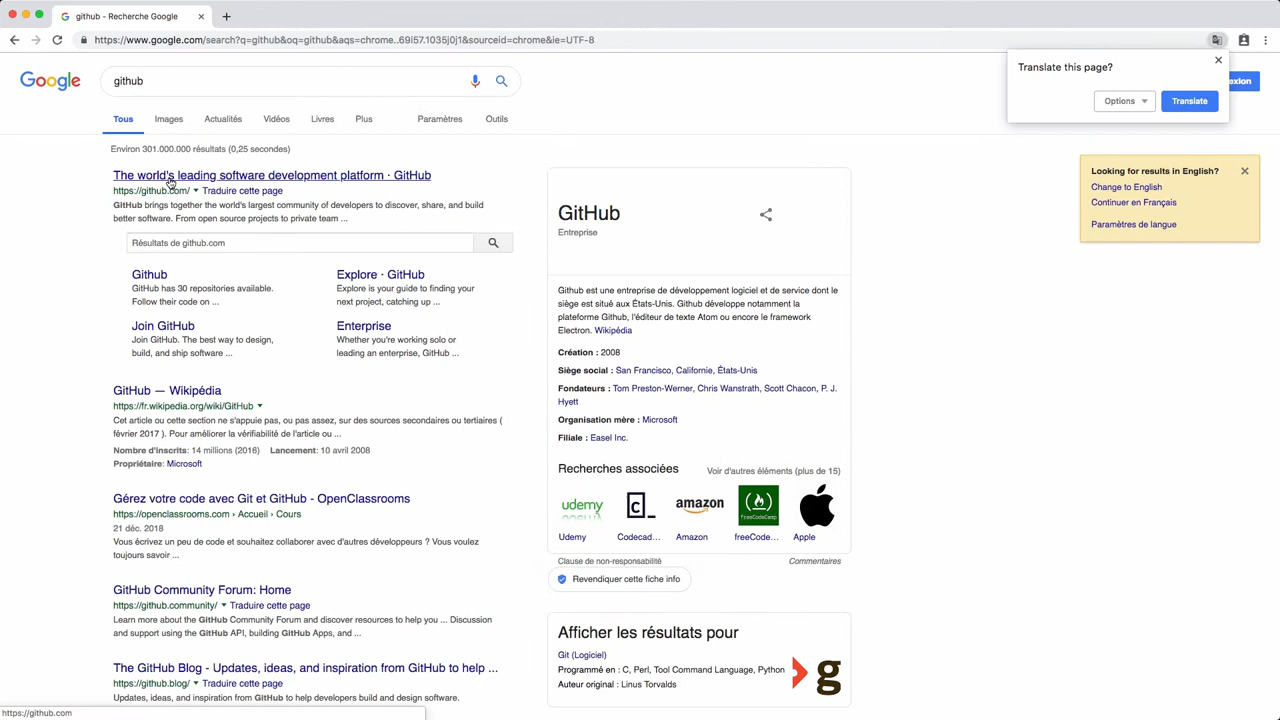 github - Recherche Google
https://www.google.com/search?q=github&oq=github&aqs=chrome..69i57.1035j0j1&sourceid=chrome&ie=UTF-8
Translate this page?
Options
Translate
Google
github
Tous
Images
Actualités
Vidéos
Livres
Plus
Paramètres
Outils
Environ 301.000.000 résultats (0,25 secondes)
The world's leading software development platform · GitHub
https://github.com/ Traduire cette page
GitHub brings together the world's largest community of developers to discover, share, and build
better software. From open source projects to private team ...
Résultats de github.com
Github
GitHub has 30 repositories available.
Follow their code on ...
Explore · GitHub
Explore is your guide to finding your
next project, catching up ...
Join GitHub
Join GitHub. The best way to design,
build, and ship software ...
Enterprise
Whether you're working solo or
leading an enterprise, GitHub ...
GitHub — Wikipédia
https://fr.wikipedia.org/wiki/GitHub
Cet article ou cette section ne s'appuie pas, ou pas assez, sur des sources secondaires ou tertiaires (
février 2017 ). Pour améliorer la vérifiabilité de l'article ou ...
Nombre d'inscrits : 14 millions (2016) Lancement: 10 avril 2008
Propriétaire: Microsoft
Gérez votre code avec Git et GitHub - OpenClassrooms
https://openclassrooms.com › Accueil › Cours
21 déc. 2018
Vous écrivez un peu de code et souhaitez collaborer avec d'autres développeurs ? Vous voulez
toujours savoir ...
GitHub Community Forum: Home
https://github.community/ Traduire cette page
Learn more about the GitHub Community Forum and discover resources to help you ... Discussion
and support using the GitHub API, building GitHub Apps, and ...
The GitHub Blog - Updates, ideas, and inspiration from GitHub to help ...
https://github.blog/ Traduire cette page
Updates, ideas, and inspiration from GitHub to help developers build and design software.
https://github.com
GitHub
Entreprise
Github est une entreprise de développement logiciel et de service dont le
siège est situé aux États-Unis. Github développe notamment la
plateforme Github, l'éditeur de texte Atom ou encore le framework
Electron. Wikipédia
Création : 2008
Siège social : San Francisco, Californie, États-Unis
Fondateurs : Tom Preston-Werner, Chris Wanstrath, Scott Chacon, P. J.
Hyett
Organisation mère : Microsoft
Filiale : Easel Inc.
Recherches associées
Voir d'autres éléments (plus de 15)
udemy
c
amazon
freeCodeCamp
Udemy
Codecad...
Amazon
freeCode...
Apple
Clause de non-responsabilité
Commentaires
Revendiquer cette fiche info
Afficher les résultats pour
Git (Logiciel)
Programmé en : C, Perl, Tool Command Language, Python
Auteur original : Linus Torvalds
g
Looking for results in English?
Change to English
Continuer en Français
Paramètres de langue